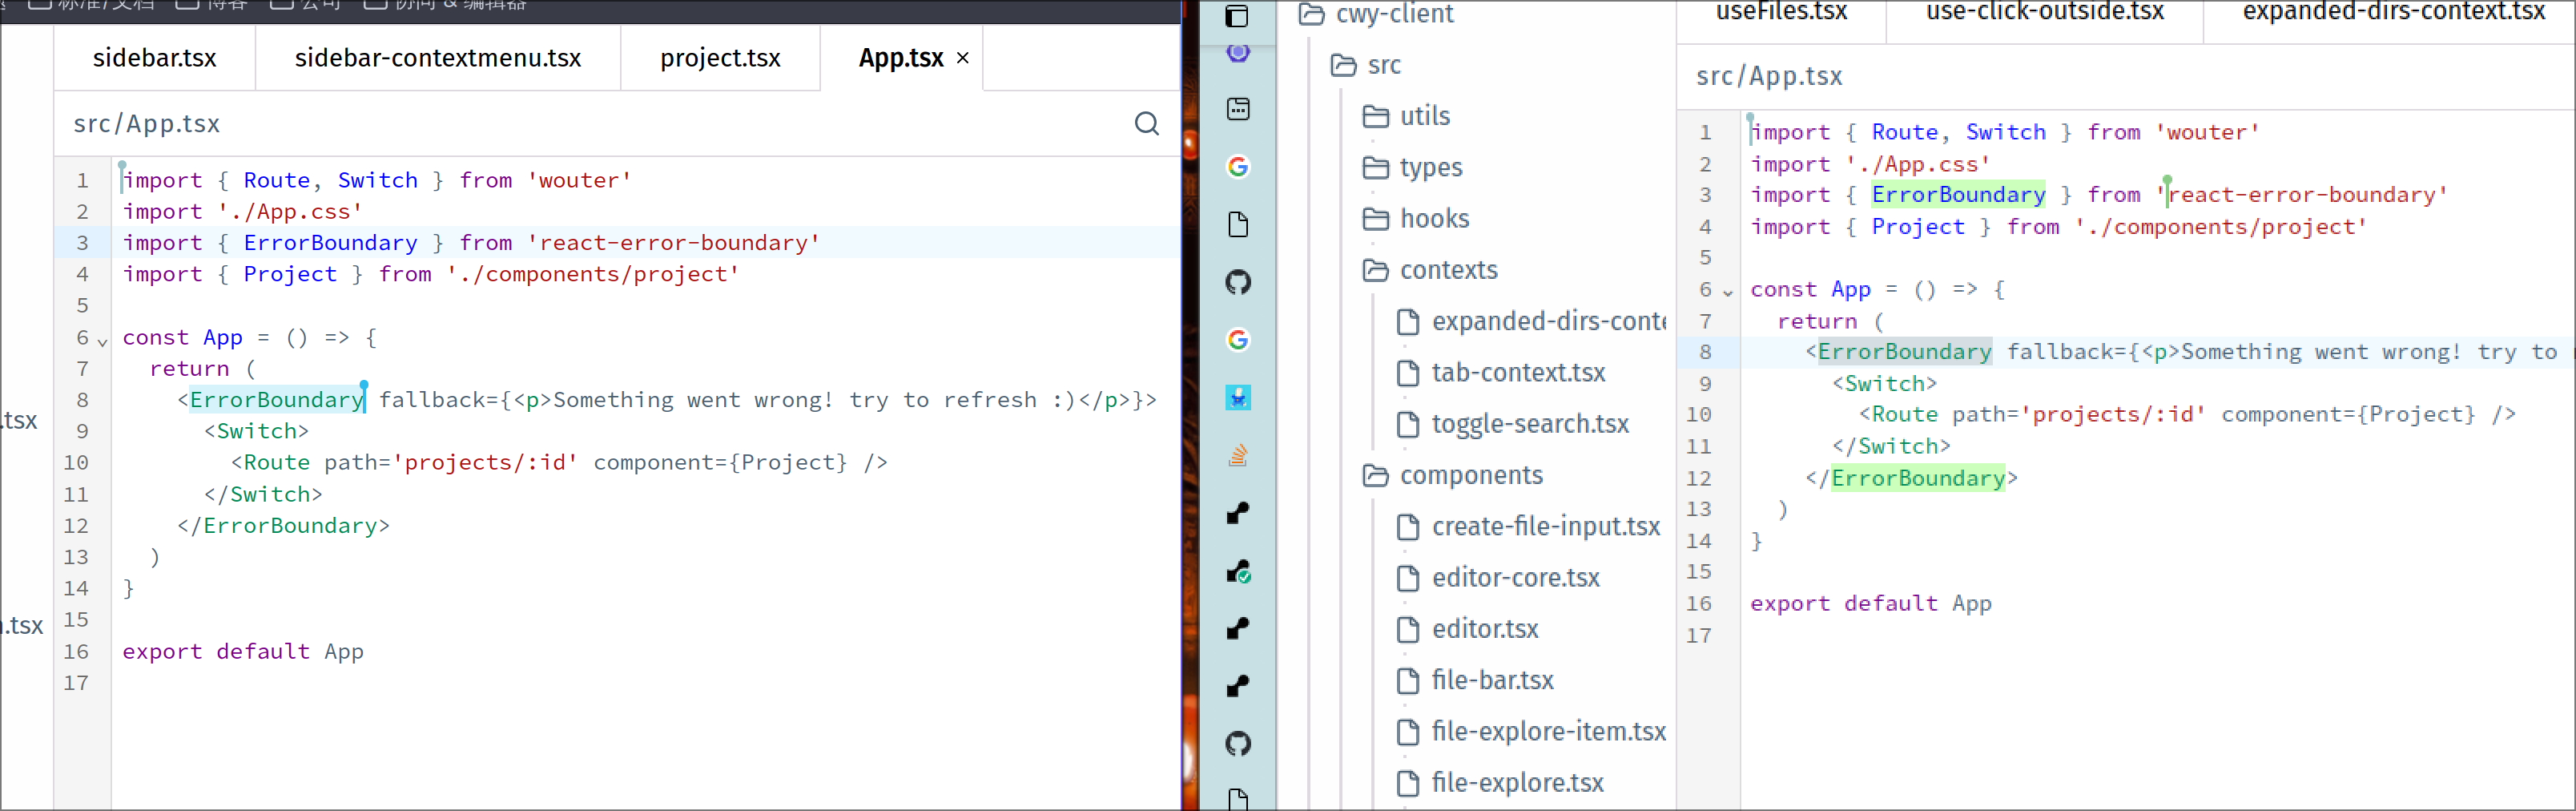 标准/文档 博客 公司 协同 & 编辑器
sidebar.tsx sidebar-contextmenu.tsx project.tsx App.tsx ×
src/App.tsx
.tsx
.tsx
1 import { Route, Switch } from 'wouter'
2 import './App.css'
3 import { ErrorBoundary } from 'react-error-boundary'
4 import { Project } from './components/project'
5
6 const App = () => {
7 return (
8 <ErrorBoundary fallback={<p>Something went wrong! try to refresh :)</p>}>
9 <Switch>
10 <Route path='projects/:id' component={Project} />
11 </Switch>
12 </ErrorBoundary>
13 )
14 }
15
16 export default App
17
cwy-client
src
utils
types
hooks
contexts
expanded-dirs-conte
tab-context.tsx
toggle-search.tsx
components
create-file-input.tsx
editor-core.tsx
editor.tsx
file-bar.tsx
file-explore-item.tsx
file-explore.tsx
useFiles.tsx use-click-outside.tsx expanded-dirs-context.tsx
src/App.tsx
1 import { Route, Switch } from 'wouter'
2 import './App.css'
3 import { ErrorBoundary } from 'react-error-boundary'
4 import { Project } from './components/project'
5
6 const App = () => {
7 return (
8 <ErrorBoundary fallback={<p>Something went wrong! try to
9 <Switch>
10 <Route path='projects/:id' component={Project} />
11 </Switch>
12 </ErrorBoundary>
13 )
14 }
15
16 export default App
17